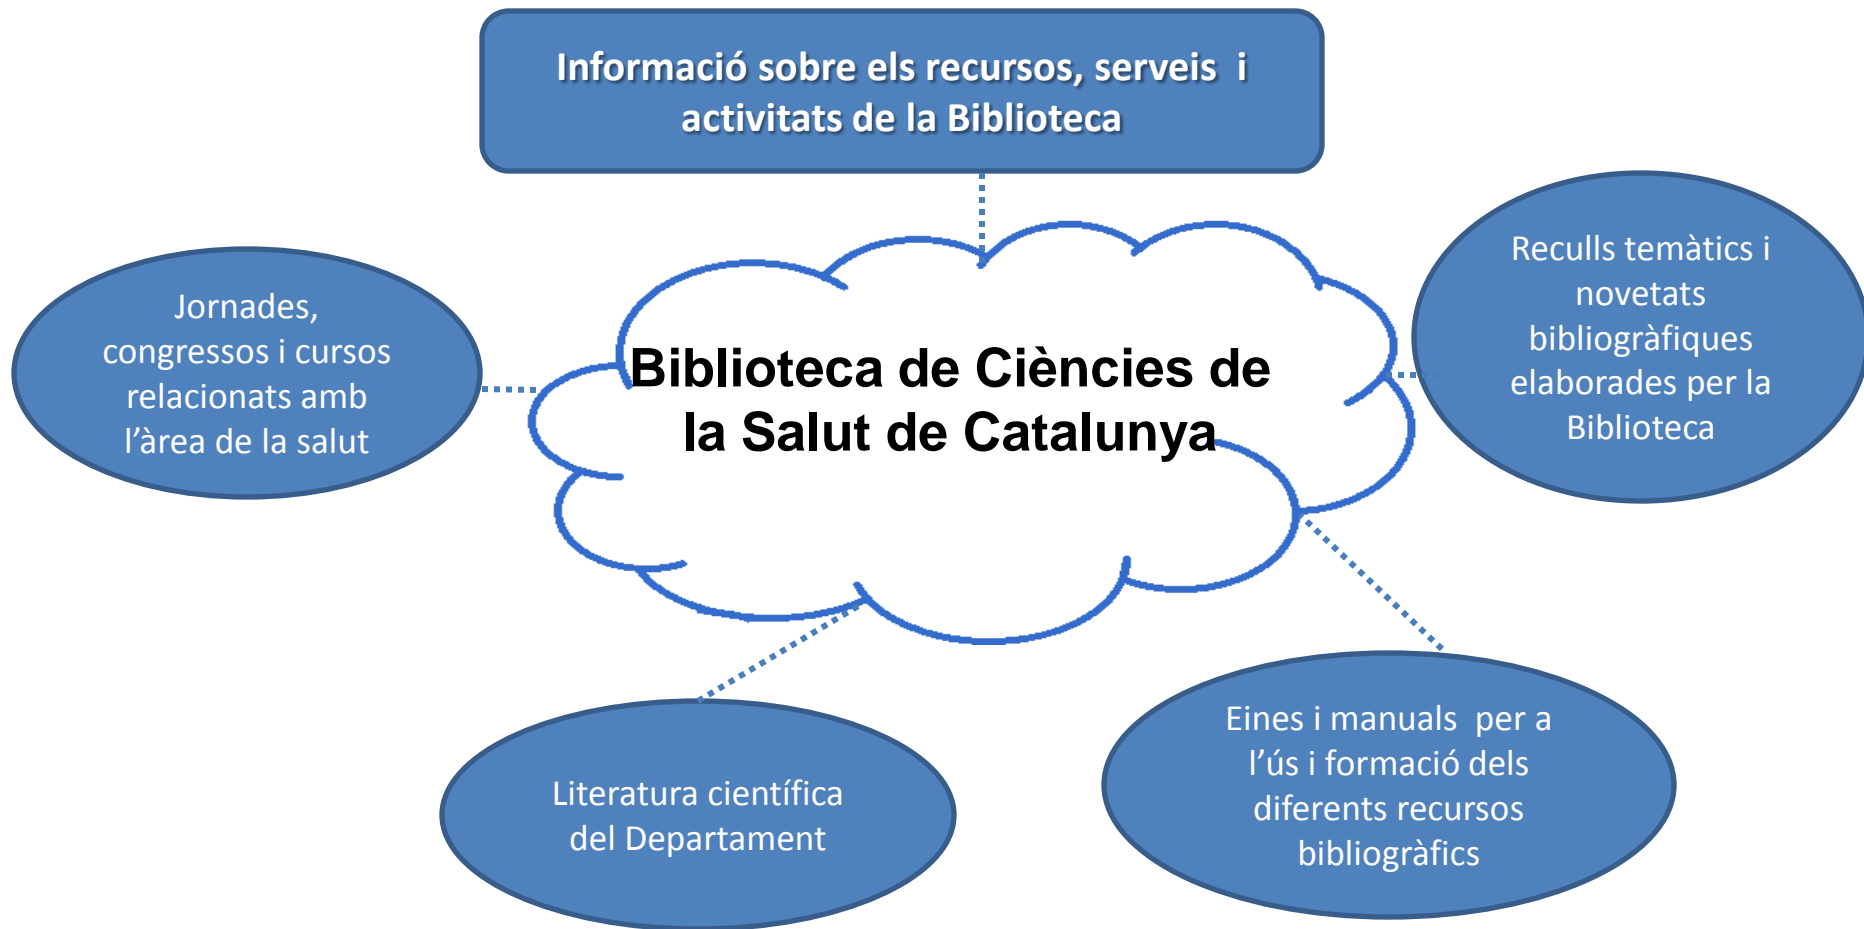 Informació sobre els recursos, serveis i
activitats de la Biblioteca
Jornades,
congressos i cursos
relacionats amb
l’àrea de la salut
Biblioteca de Ciències de
la Salut de Catalunya
Reculls temàtics i
novetats
bibliogràfiques
elaborades per la
Biblioteca
Literatura científica
del Departament
Eines i manuals per a
l’ús i formació dels
diferents recursos
bibliogràfics